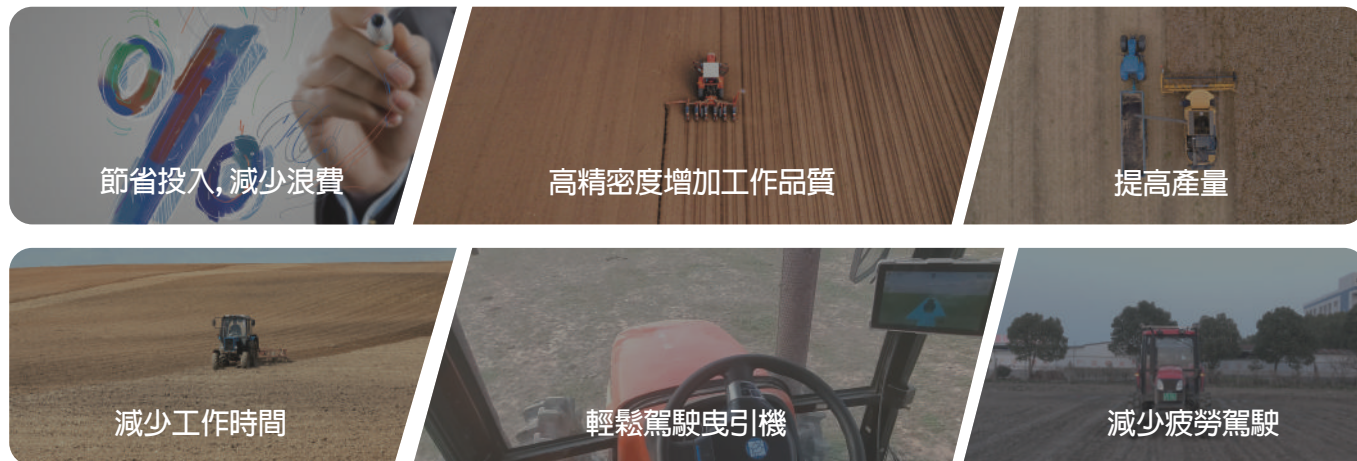 節省投入, 減少浪費
高精密度增加工作品質
提高產量
減少工作時間
輕鬆駕駛曳引機
減少疲勞駕駛